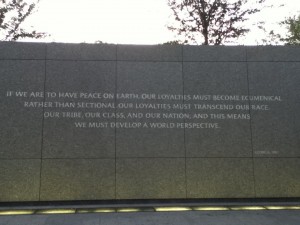 IF WE ARE TO HAVE PEACE ON EARTH, OUR LOYALTIES MUST BECOME ECUMENICAL
RATHER THAN SECTIONAL. OUR LOYALTIES MUST TRANSCEND OUR RACE,
OUR TRIBE, OUR CLASS, AND OUR NATION; AND THIS MEANS
WE MUST DEVELOP A WORLD PERSPECTIVE.